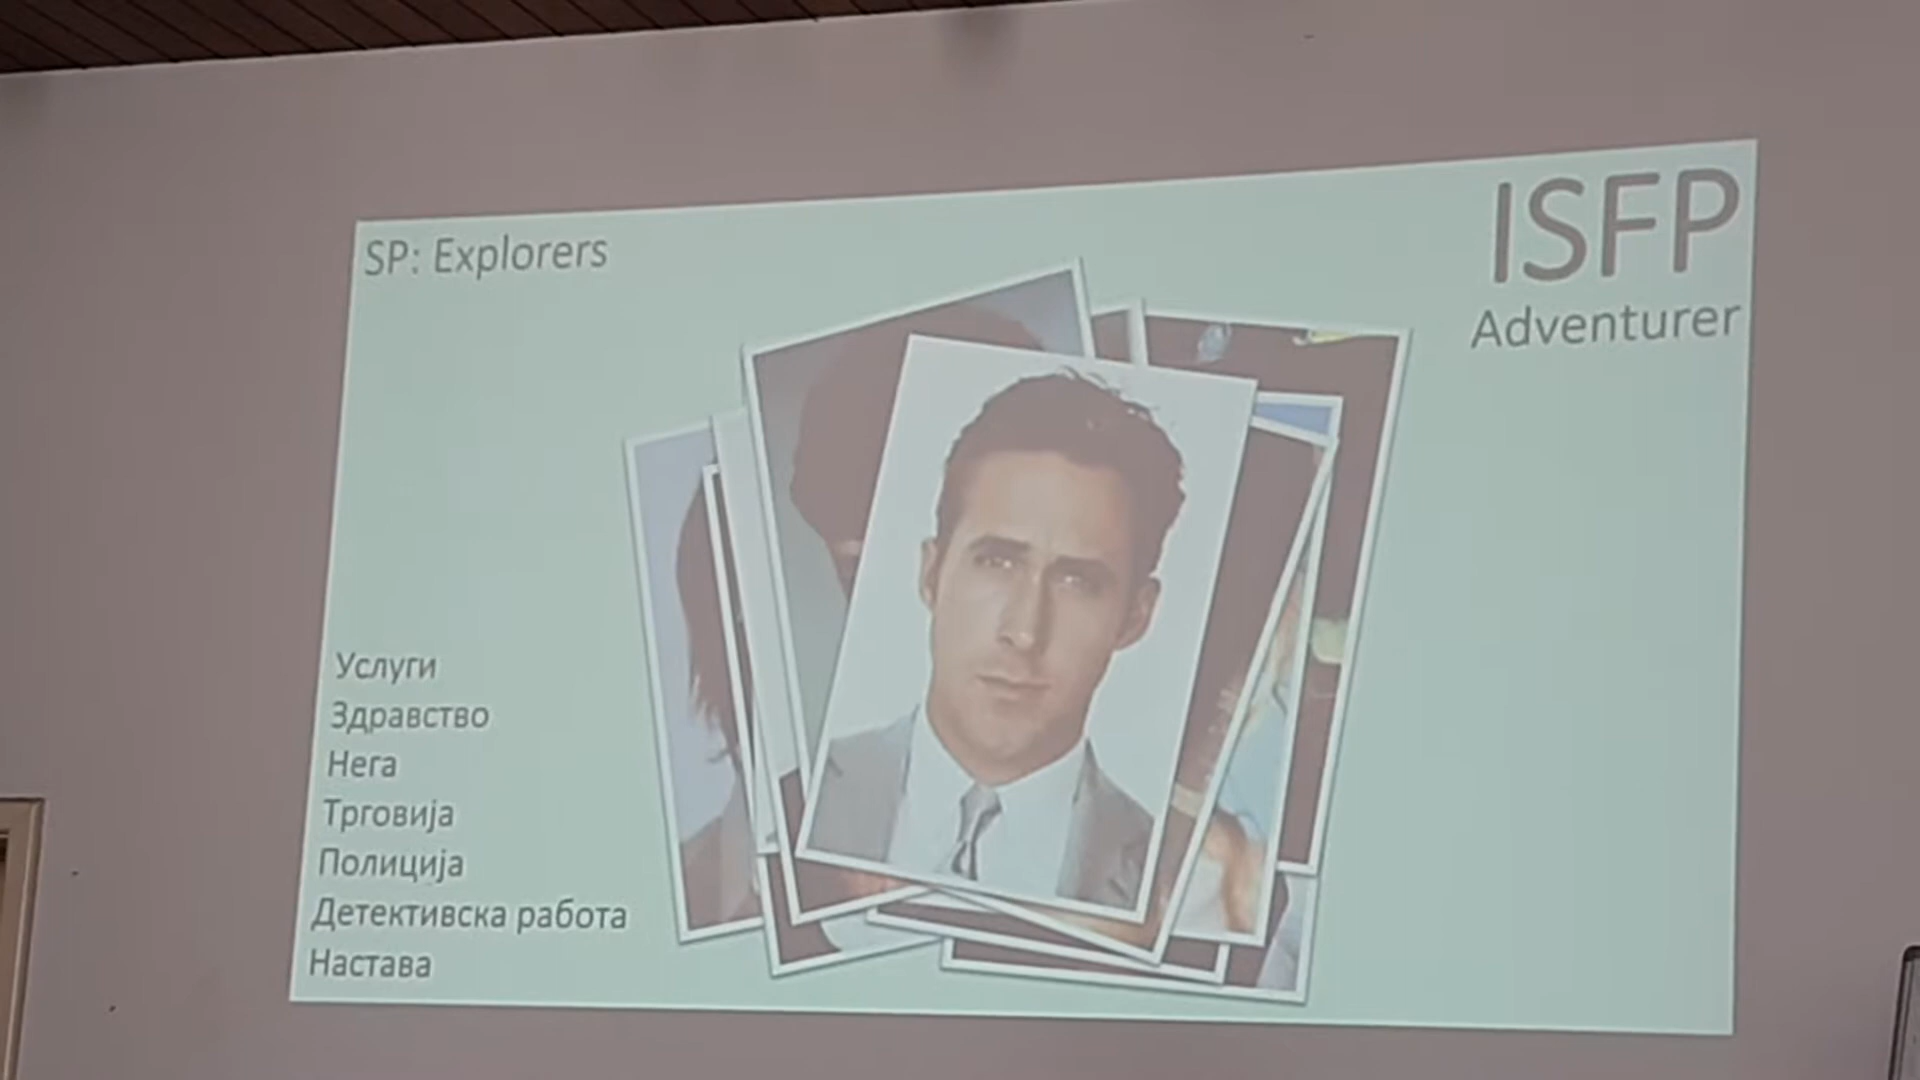 SP: Explorers
ISFP
Adventurer
Услуги
Здравство
Нега
Трговија
Полиција
Детективска работа
Настава